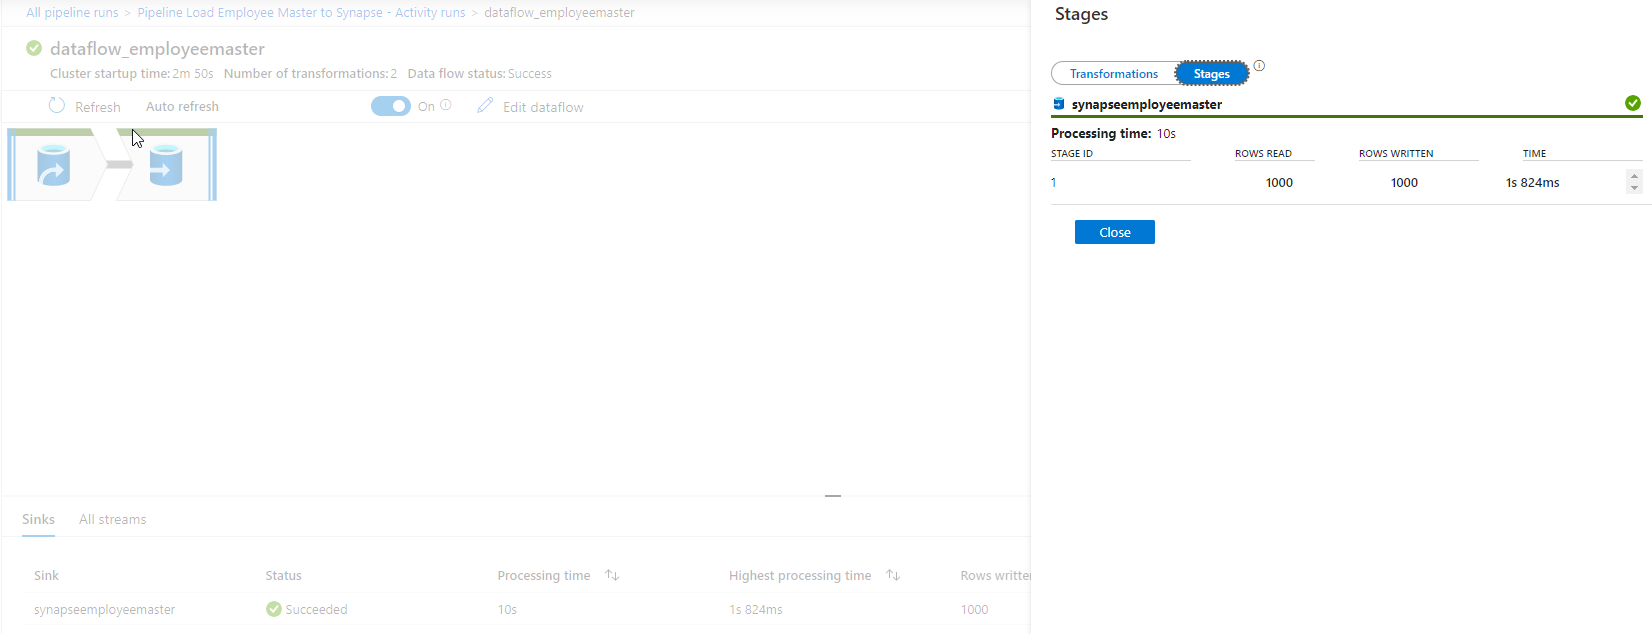 All pipeline runs > Pipeline Load Employee Master to Synapse - Activity runs > dataflow_employeemaster
dataflow_employeemaster
Cluster startup time: 2m 50s Number of transformations: 2 Data flow status: Success
Refresh Auto refresh On Edit dataflow
Sinks All streams
Sink Status Processing time Highest processing time Rows writte
synapseemployeemaster Succeeded 10s 1s 824ms 1000
Stages
Transformations Stages
synapseemployeemaster
Processing time: 10s
STAGE ID ROWS READ ROWS WRITTEN TIME
1 1000 1000 1s 824ms
Close